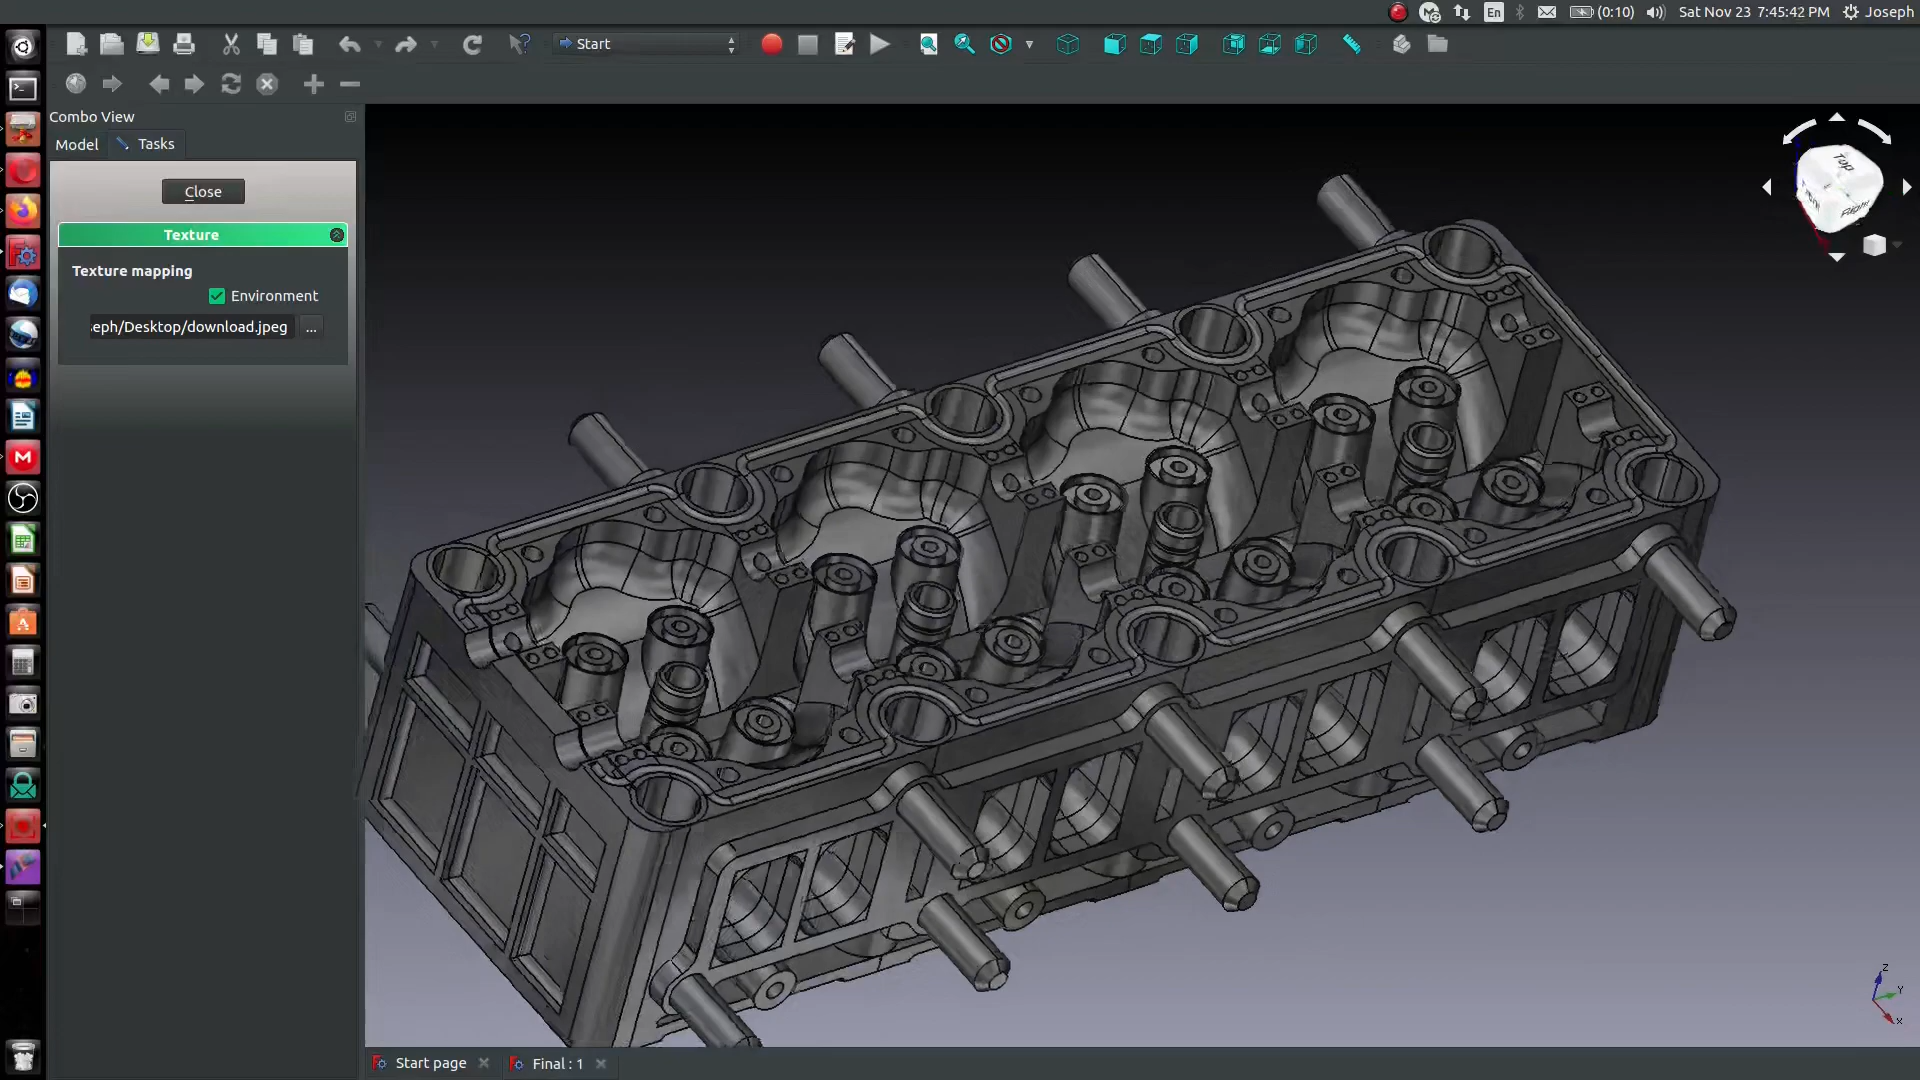 En
(0:10)
Sat Nov 23 7:45:42 PM
Joseph
Start
Combo View
Model
Tasks
Close
Texture
Texture mapping
Environment
eph/Desktop/download.jpeg
...
Top
Right
Z
Y
X
Start page
Final : 1